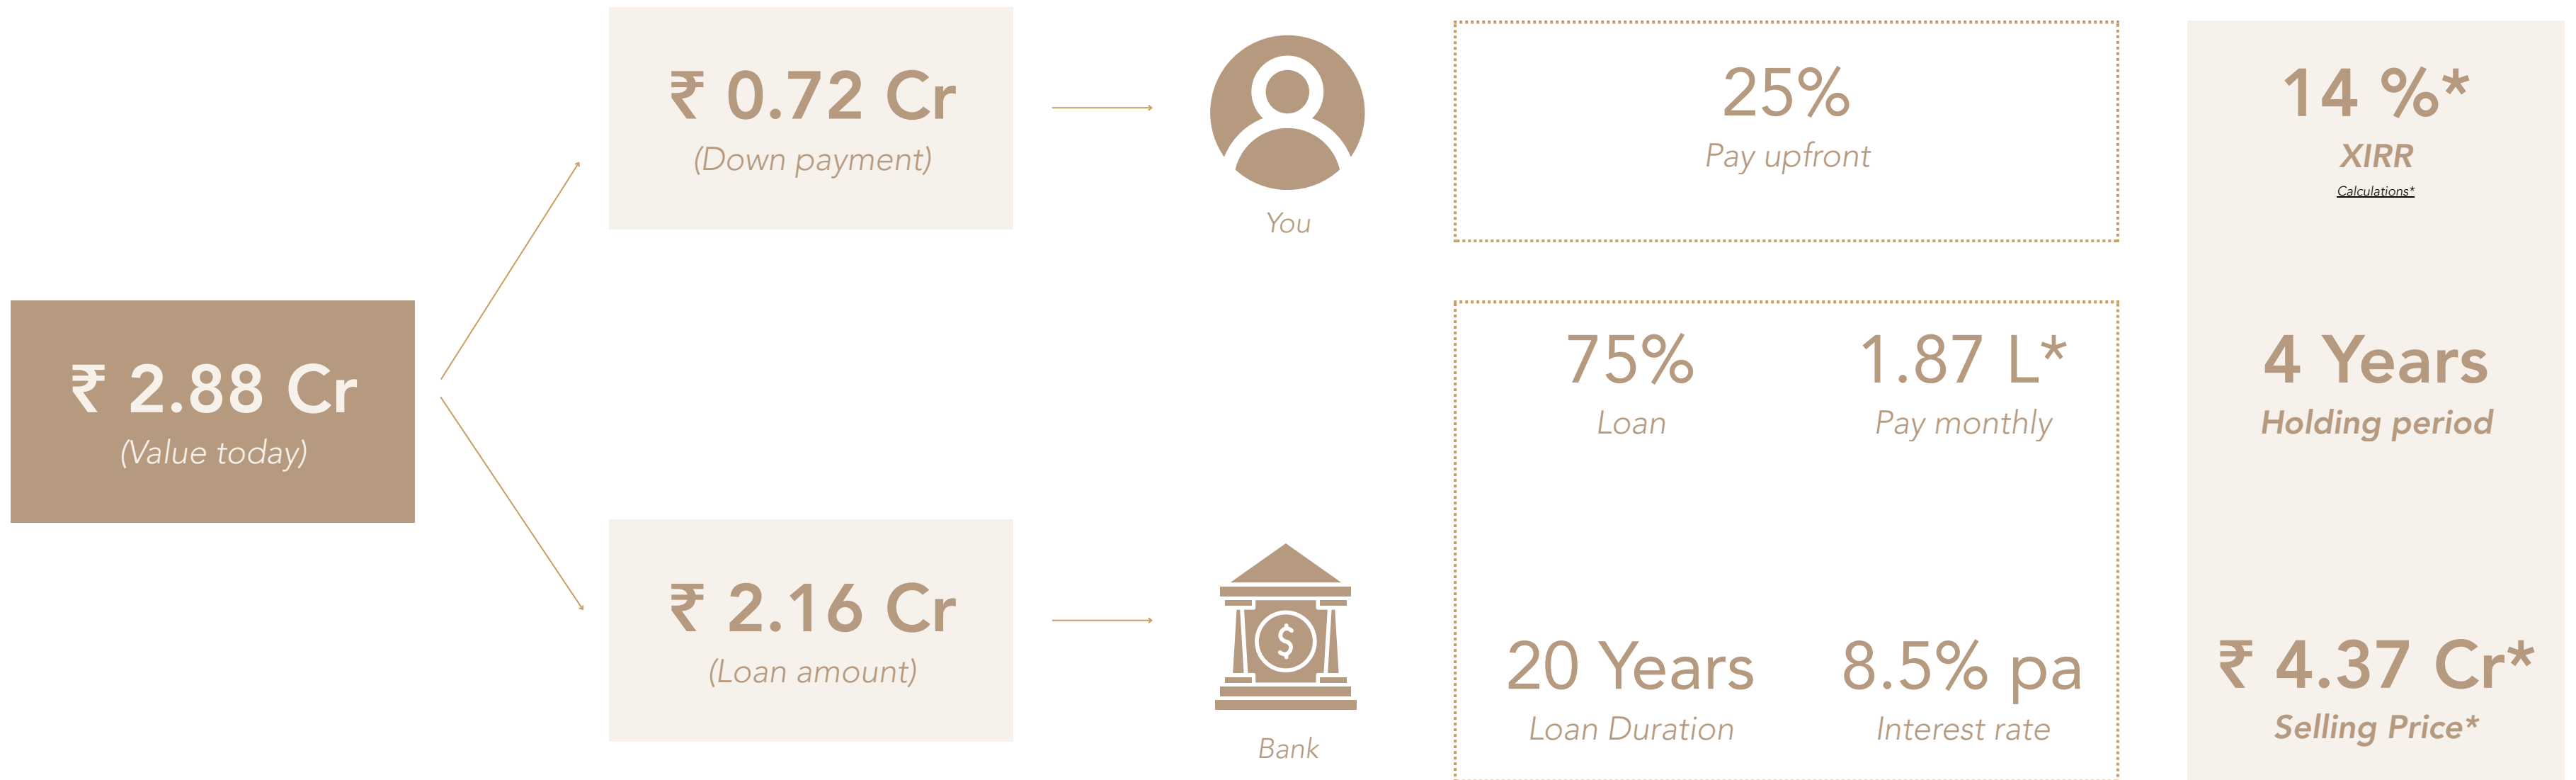 ₹ 2.88 Cr
(Value today)
₹ 0.72 Cr
(Down payment)
You
25%
Pay upfront
₹ 2.16 Cr
(Loan amount)
$
Bank
75%
Loan
1.87 L*
Pay monthly
20 Years
Loan Duration
8.5% pa
Interest rate
14 %*
XIRR
Calculations*
4 Years
Holding period
₹ 4.37 Cr*
Selling Price*